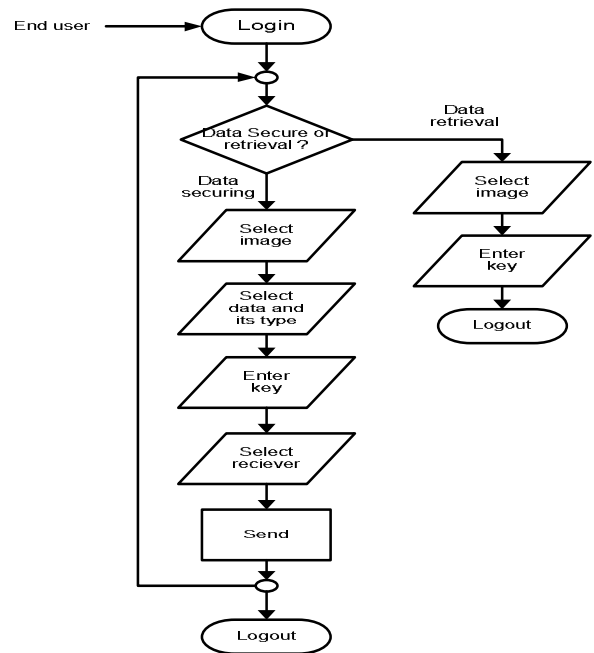 End user
Login
Data Secure or
retrieval ?
Data
retrieval
Data
securing
Select
image
Select
data and
its type
Enter
key
Select
reciever
Send
Logout
Select
image
Enter
key
Logout